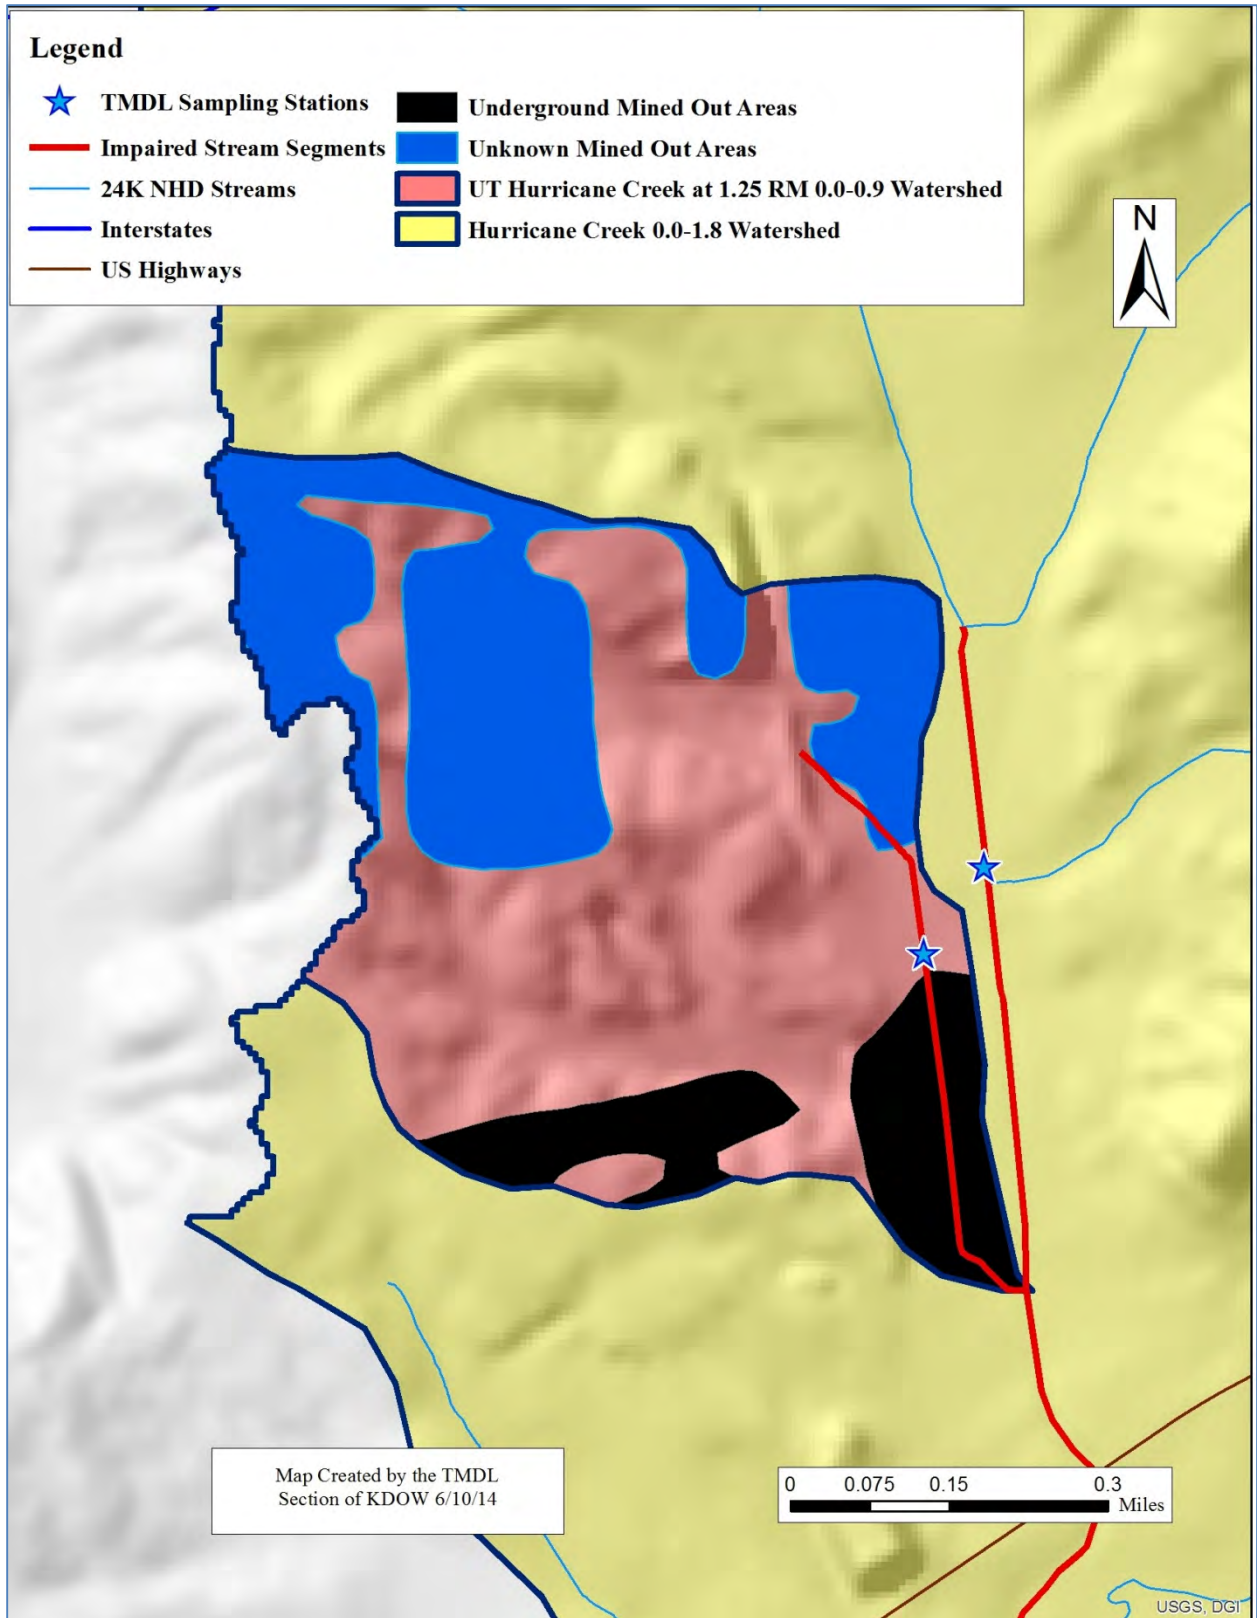 Legend
TMDL Sampling Stations
Impaired Stream Segments
24K NHD Streams
Interstates
US Highways
Underground Mined Out Areas
Unknown Mined Out Areas
UT Hurricane Creek at 1.25 RM 0.0-0.9 Watershed
Hurricane Creek 0.0-1.8 Watershed
N
Map Created by the TMDL
Section of KDOW 6/10/14
0 0.075 0.15 0.3
Miles
USGS, DGI